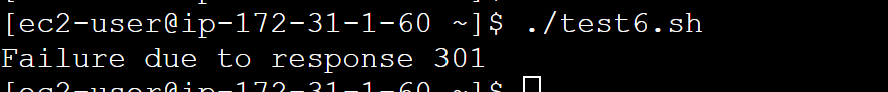 [ec2-user@ip-172-31-1-60 ~]$ ./test6.sh
Failure due to response 301
[ec2-user@ip-172-31-1-60 ~]$